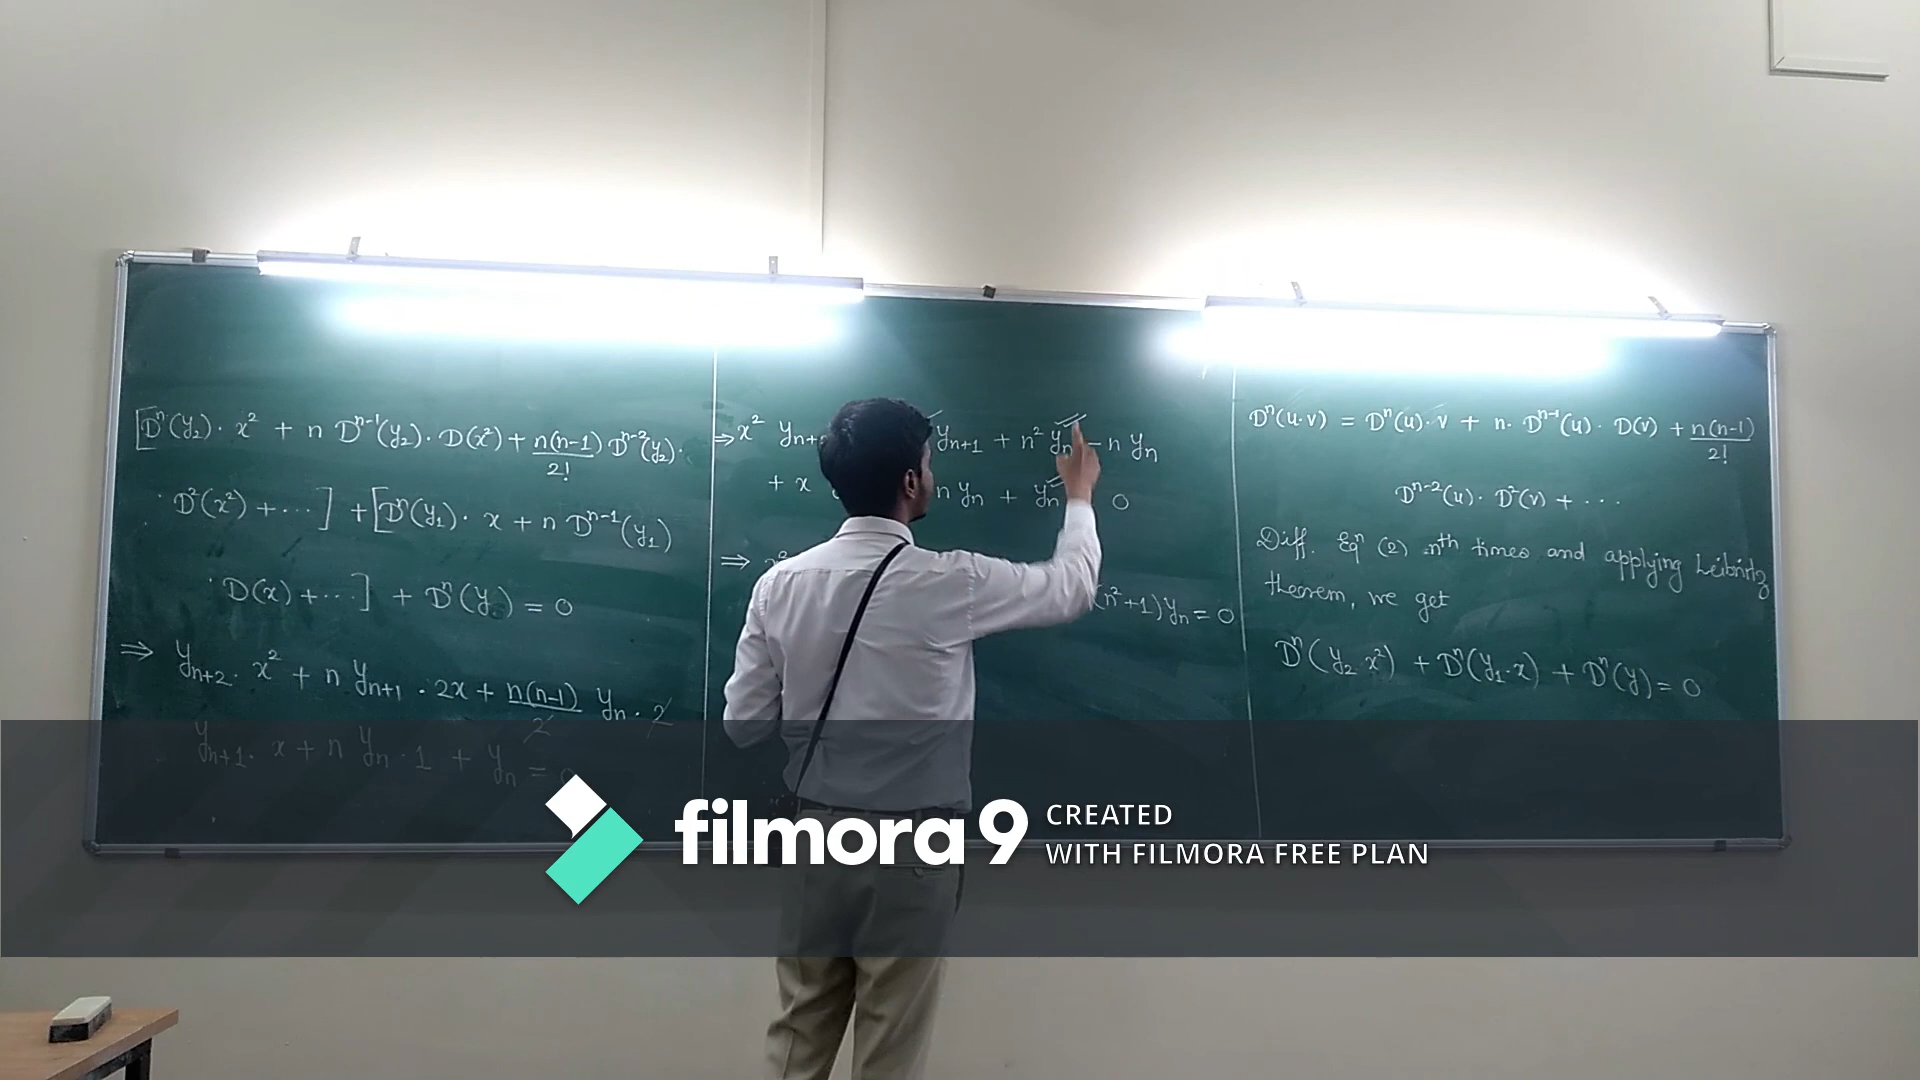 [Dⁿ(y₂)· x² + n Dⁿ⁻¹(y₂)· D(x²) + n(n-1)/2! Dⁿ⁻²(y₂)·
· D²(x²) + ···] + [Dⁿ(y₁)· x + n Dⁿ⁻¹(y₁)
· D(x) + ···] + Dⁿ(y) = 0
⇒ yₙ₊₂· x² + n yₙ₊₁ · 2x + n(n-1)/2 yₙ · 2
yₙ₊₁· x + n yₙ · 1 + yₙ = 0
⇒ x² yₙ₊₂ yₙ₊₁ + n² yₙ - n yₙ
+ x n yₙ + yₙ 0
⇒ (n²+1) yₙ = 0
Dⁿ(u·v) = Dⁿ(u)· v + n· Dⁿ⁻¹(u)· D(v) + n(n-1)/2!
Dⁿ⁻²(u)· D²(v) + ···
Diff. Eqⁿ (2) nᵗʰ times and applying Leibnitz
theorem, we get
Dⁿ(y₂·x²) + Dⁿ(y₁·x) + Dⁿ(y) = 0
filmora 9
CREATED
WITH FILMORA FREE PLAN